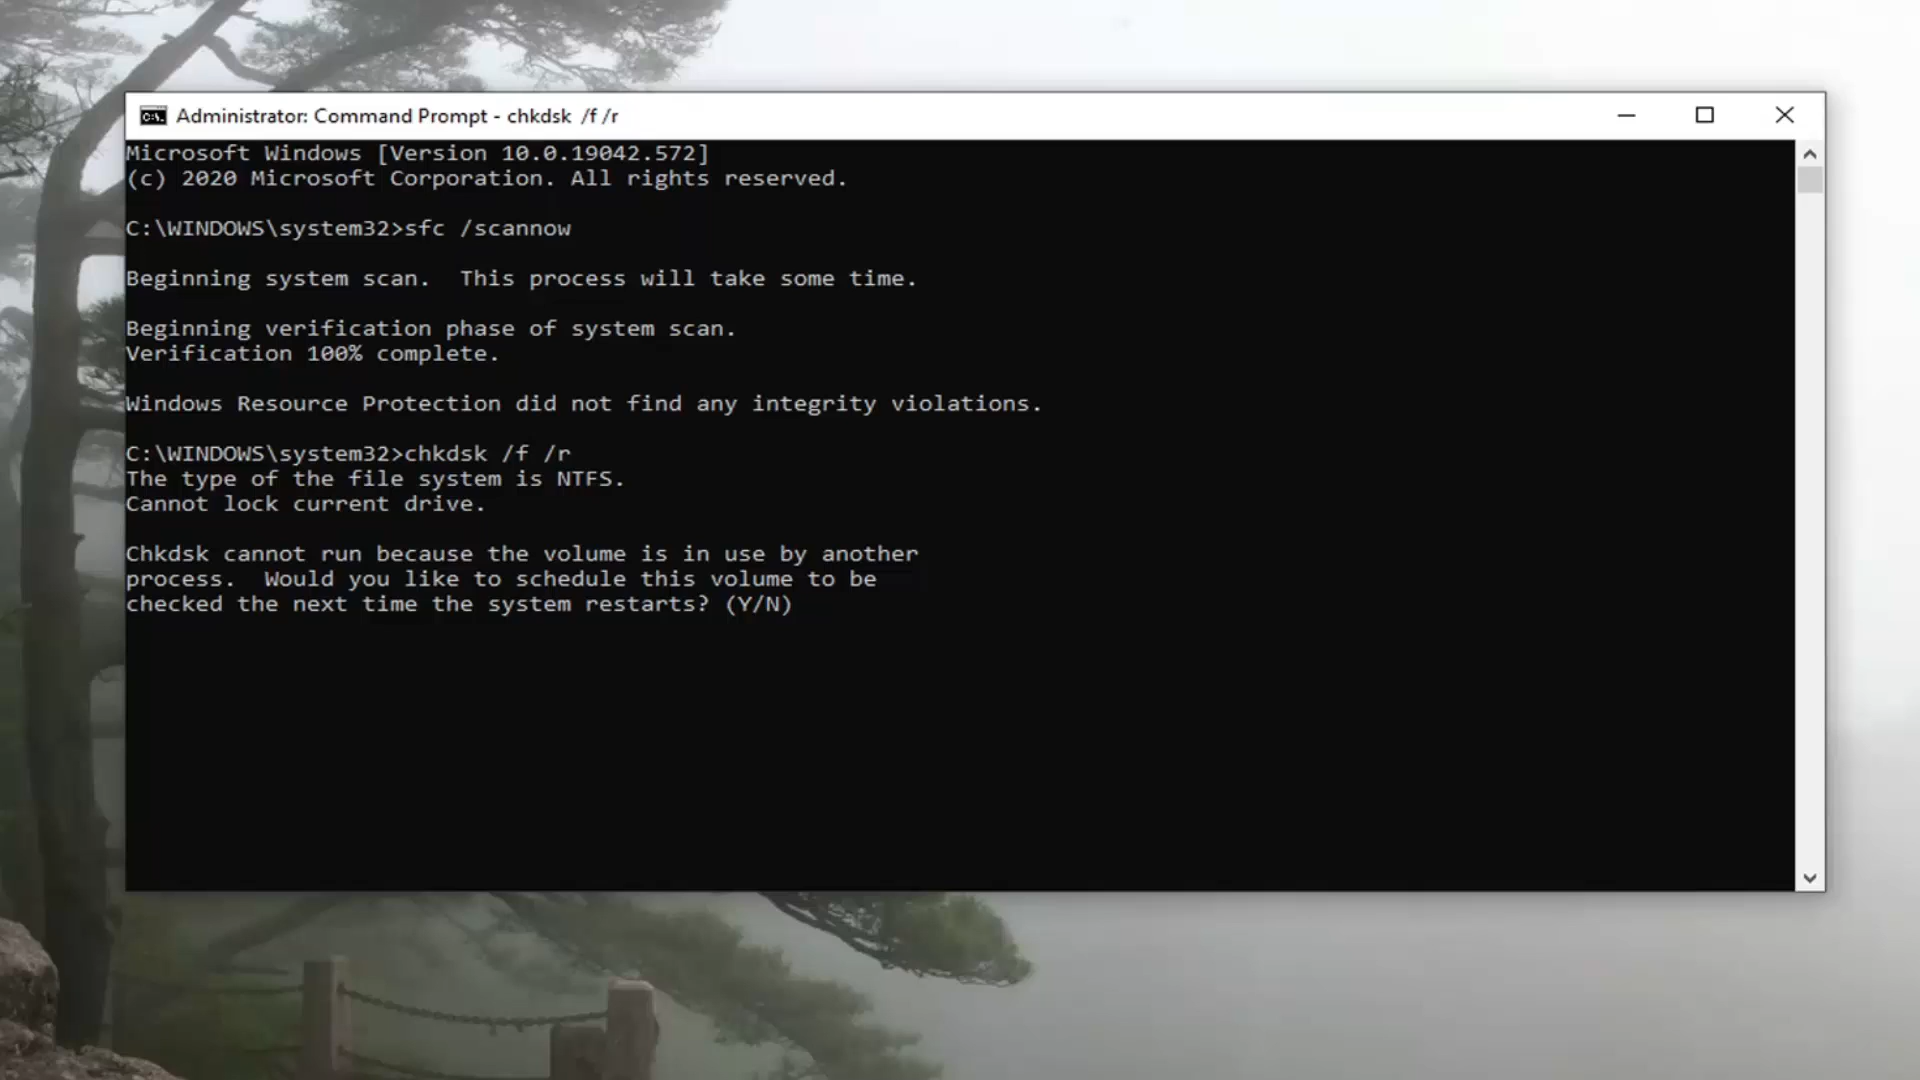 Administrator: Command Prompt - chkdsk /f /r
Microsoft Windows [Version 10.0.19042.572]
(c) 2020 Microsoft Corporation. All rights reserved.
C:\WINDOWS\system32>sfc /scannow
Beginning system scan.  This process will take some time.
Beginning verification phase of system scan.
Verification 100% complete.
Windows Resource Protection did not find any integrity violations.
C:\WINDOWS\system32>chkdsk /f /r
The type of the file system is NTFS.
Cannot lock current drive.
Chkdsk cannot run because the volume is in use by another
process.  Would you like to schedule this volume to be
checked the next time the system restarts? (Y/N)